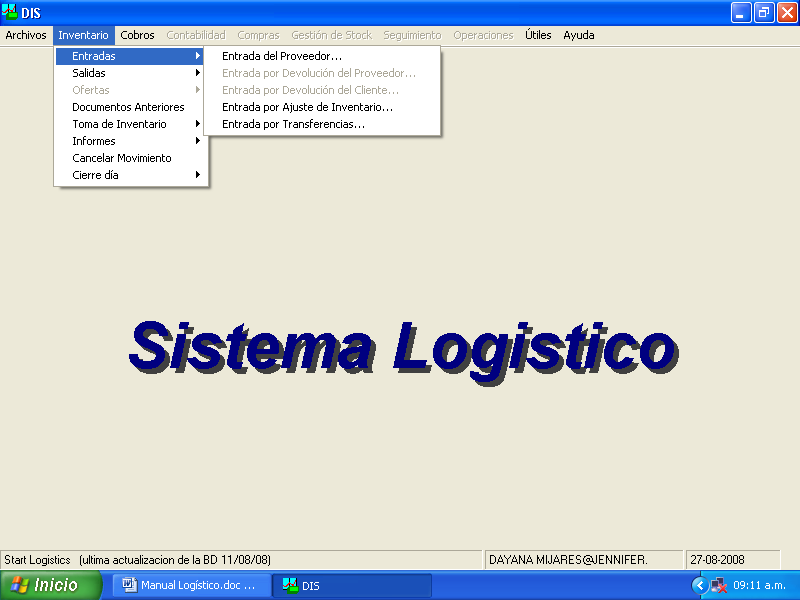 DIS
Archivos Inventario Cobros Contabilidad Compras Gestión de Stock Seguimiento Operaciones Útiles Ayuda
Entradas
Salidas
Ofertas
Documentos Anteriores
Toma de Inventario
Informes
Cancelar Movimiento
Cierre día
Entrada del Proveedor...
Entrada por Devolución del Proveedor...
Entrada por Devolución del Cliente...
Entrada por Ajuste de Inventario...
Entrada por Transferencias...
Sistema Logistico
Start Logistics (ultima actualizacion de la BD 11/08/08) DAYANA MIJARES@JENNIFER. 27-08-2008
Inicio Manual Logístico.doc ... DIS 09:11 a.m.